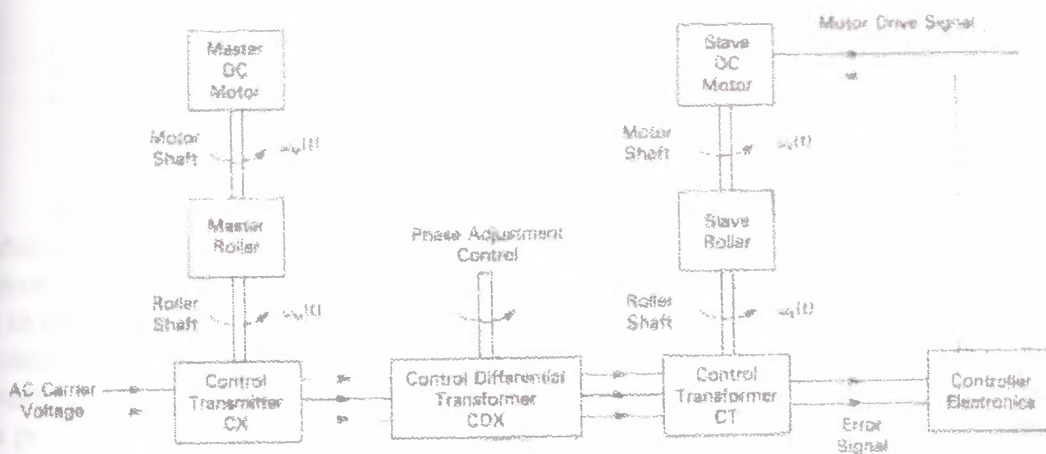 Motor Drive Signal
Master
DC
Motor
Slave
DC
Motor
Motor
Shaft
Motor
Shaft
Master
Roller
Slave
Roller
Phase Adjustment
Control
Roller
Shaft
Roller
Shaft
AC Carrier
Voltage
Control
Transmitter
CX
Control Differential
Transformer
CDX
Control
Transformer
CT
Controller
Electronics
Error
Signal